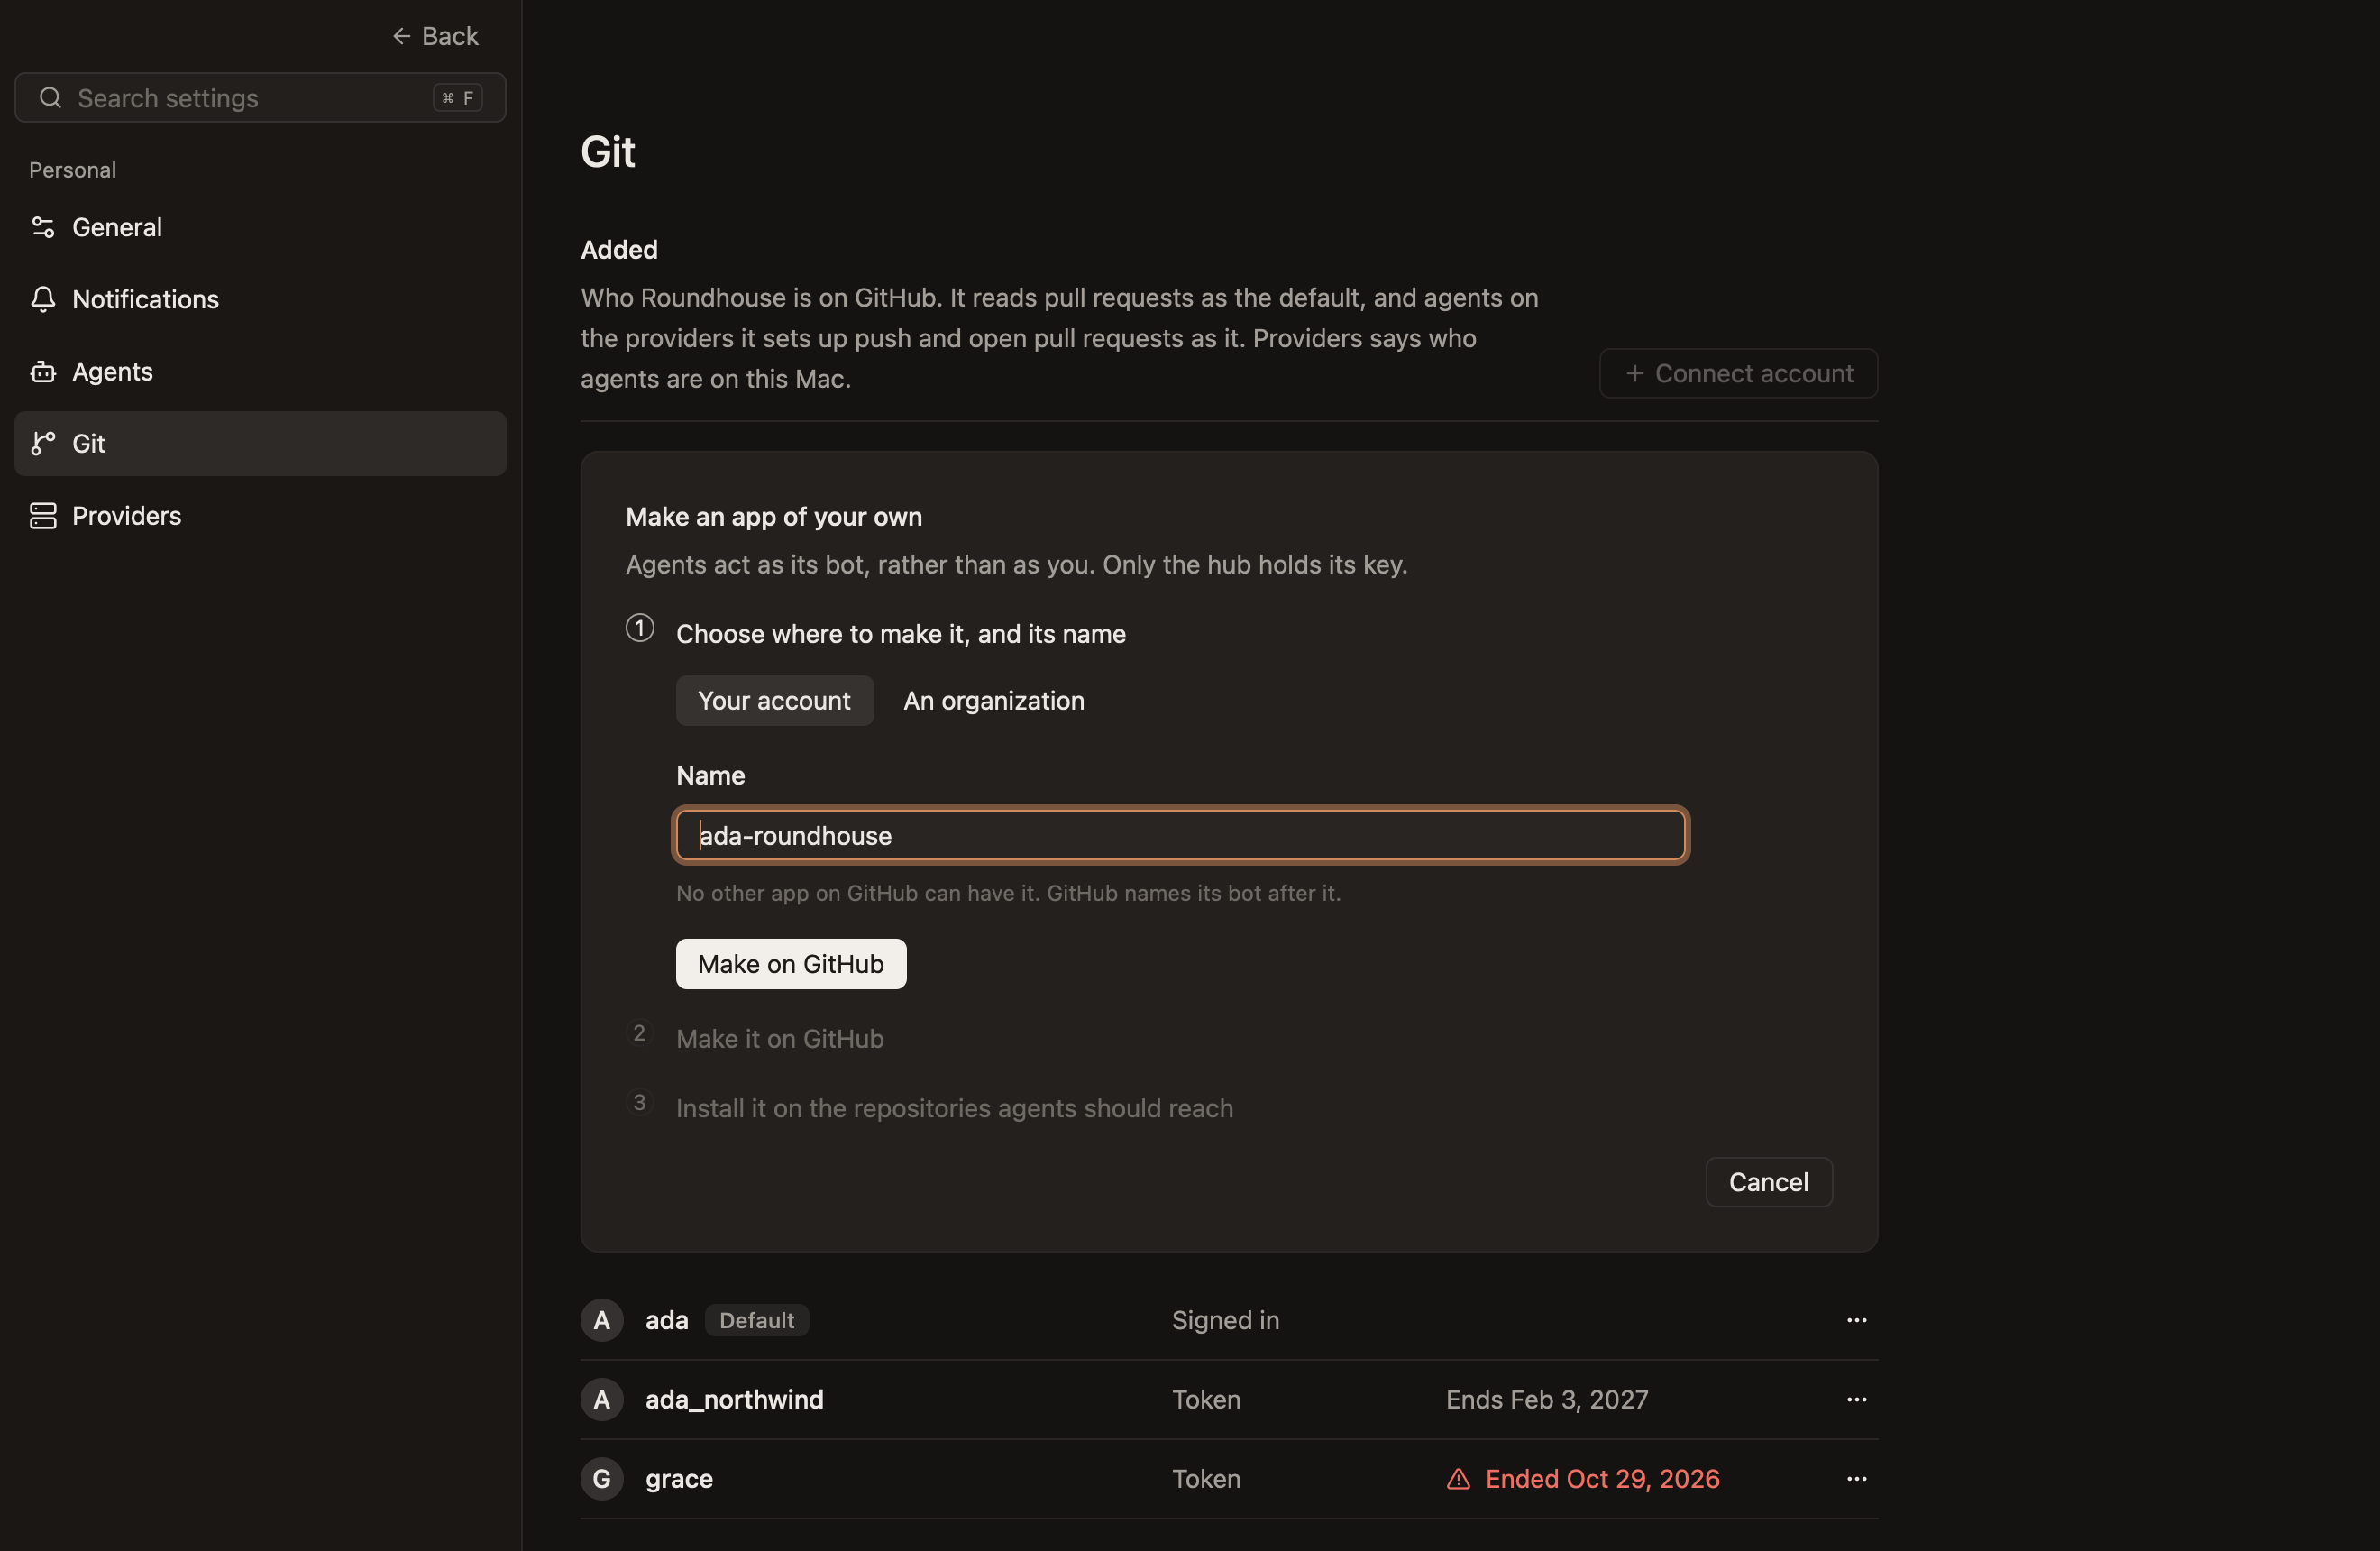 Back
Search settings
⌘ F
Personal
General
Notifications
Agents
Git
Providers
Git
Added
Who Roundhouse is on GitHub. It reads pull requests as the default, and agents on
the providers it sets up push and open pull requests as it. Providers says who
agents are on this Mac.
+ Connect account
Make an app of your own
Agents act as its bot, rather than as you. Only the hub holds its key.
1 Choose where to make it, and its name
Your account An organization
Name
ada-roundhouse
No other app on GitHub can have it. GitHub names its bot after it.
Make on GitHub
2 Make it on GitHub
3 Install it on the repositories agents should reach
Cancel
A ada Default Signed in
A ada_northwind Token Ends Feb 3, 2027
G grace Token Ended Oct 29, 2026